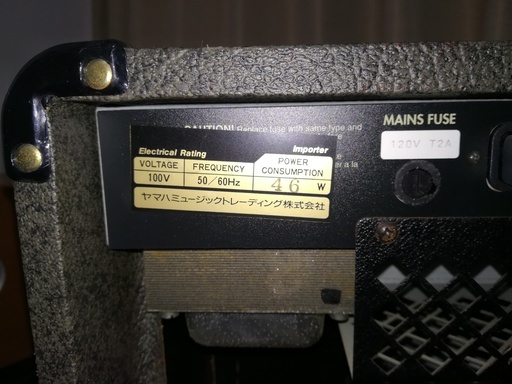 CAUTION! Replace fuse with same type and
MAINS FUSE
120V T2A
Electrical Rating
Importer
VOLTAGE
FREQUENCY
POWER CONSUMPTION
100V
50/60Hz
46 W
ヤマハミュージックトレーディング株式会社